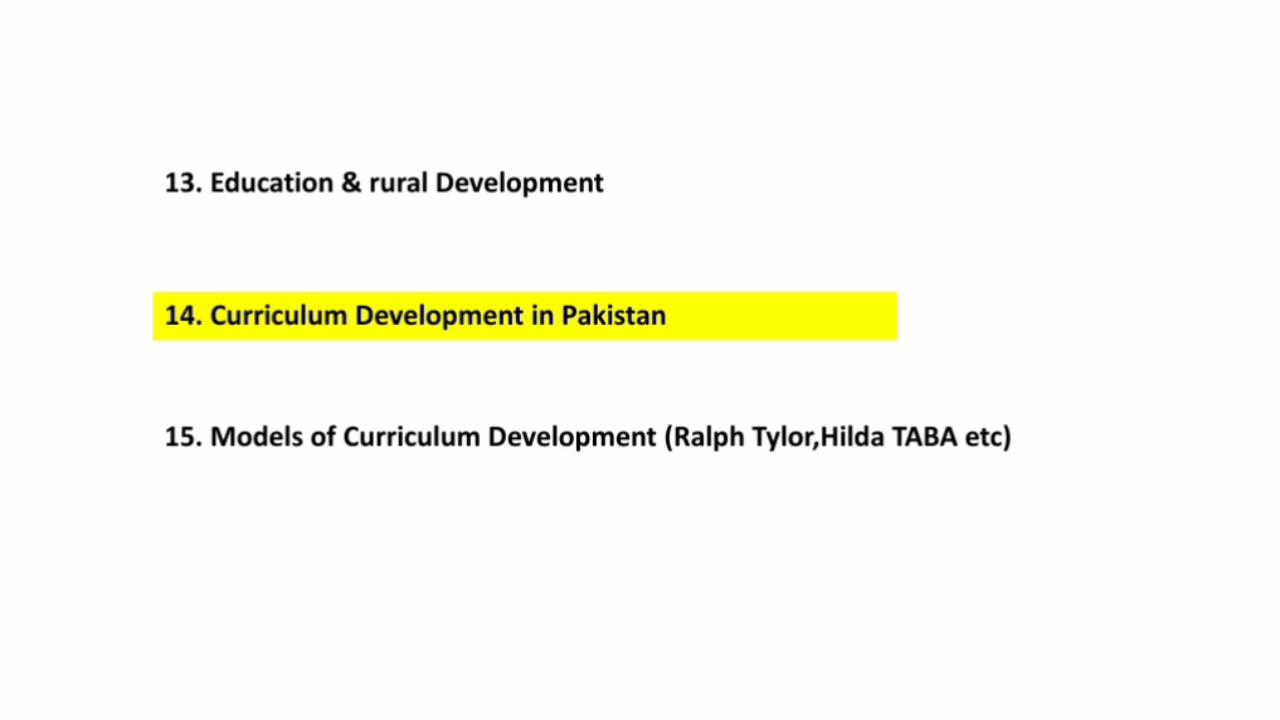 13. Education & rural Development
14. Curriculum Development in Pakistan
15. Models of Curriculum Development (Ralph Tylor,Hilda TABA etc)